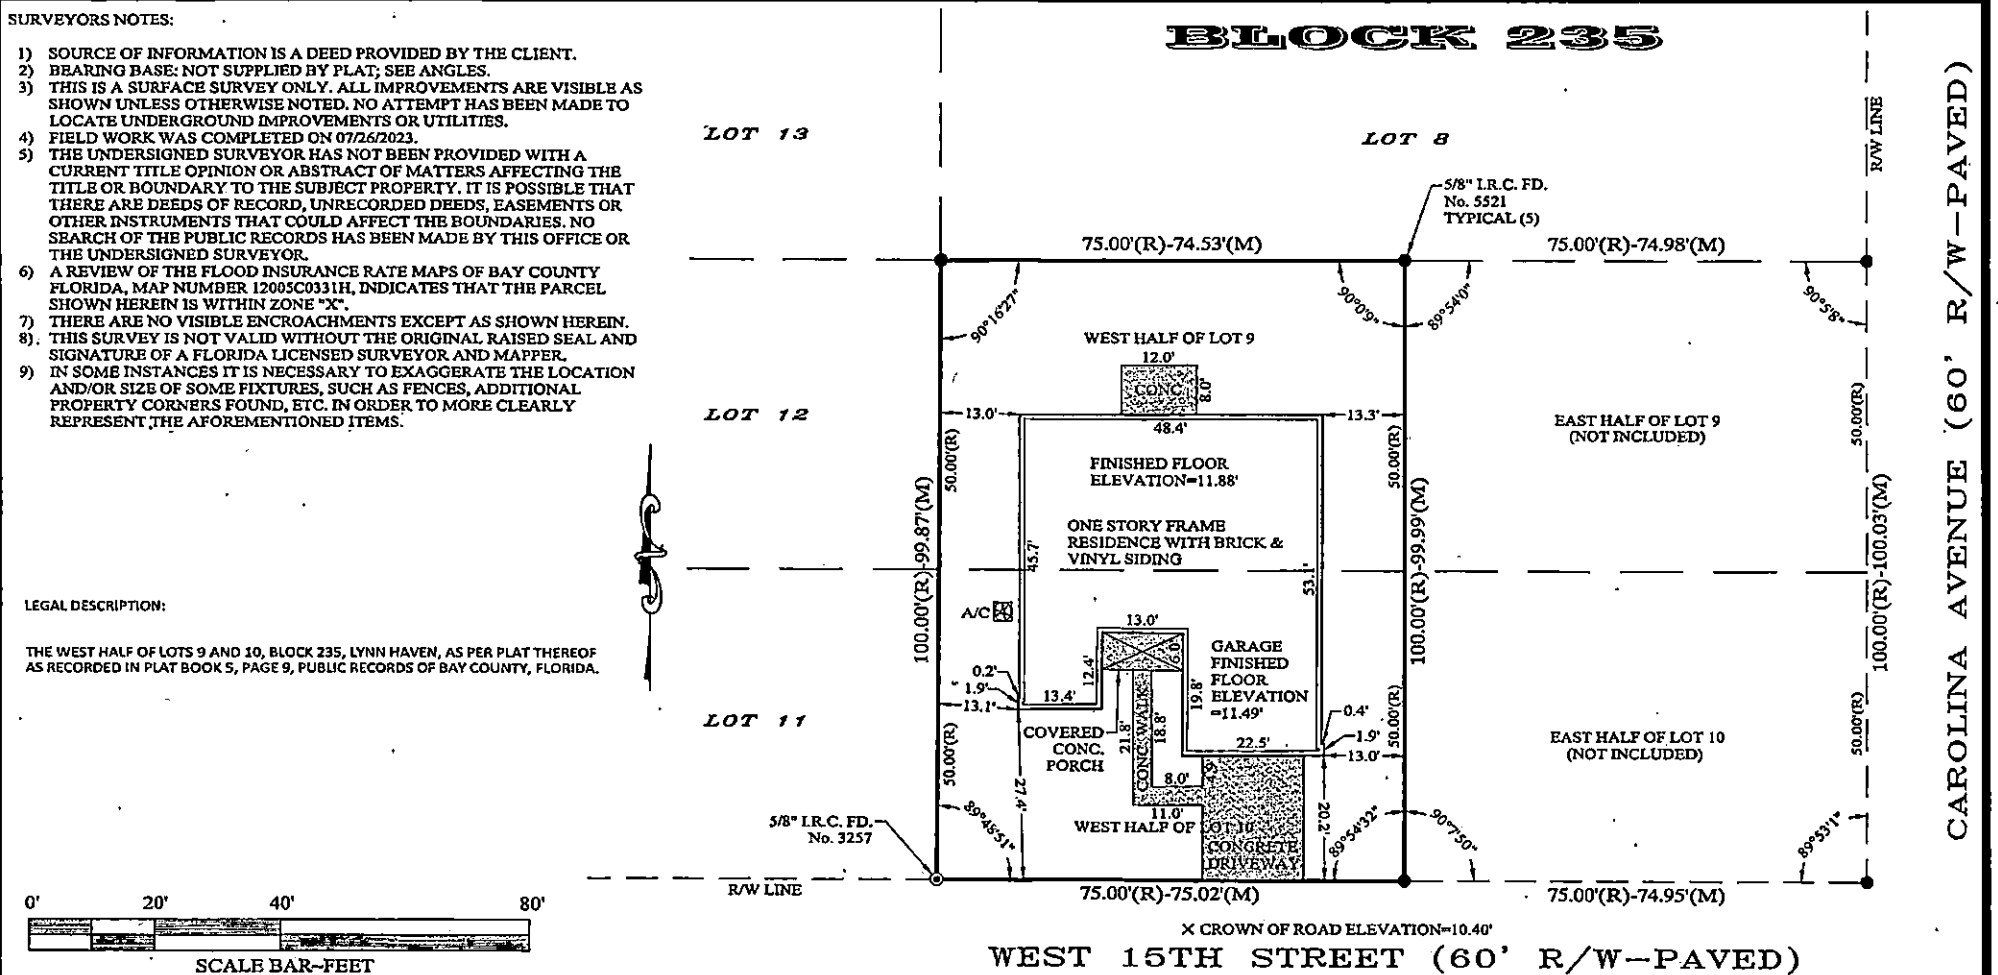 SURVEYORS NOTES:
1) SOURCE OF INFORMATION IS A DEED PROVIDED BY THE CLIENT.
2) BEARING BASE: NOT SUPPLIED BY PLAT; SEE ANGLES.
3) THIS IS A SURFACE SURVEY ONLY. ALL IMPROVEMENTS ARE VISIBLE AS
SHOWN UNLESS OTHERWISE NOTED. NO ATTEMPT HAS BEEN MADE TO
LOCATE UNDERGROUND IMPROVEMENTS OR UTILITIES.
4) FIELD WORK WAS COMPLETED ON 07/26/2023.
5) THE UNDERSIGNED SURVEYOR HAS NOT BEEN PROVIDED WITH A
CURRENT TITLE OPINION OR ABSTRACT OF MATTERS AFFECTING THE
TITLE OR BOUNDARY TO THE SUBJECT PROPERTY. IT IS POSSIBLE THAT
THERE ARE DEEDS OF RECORD, UNRECORDED DEEDS, EASEMENTS OR
OTHER INSTRUMENTS THAT COULD AFFECT THE BOUNDARIES. NO
SEARCH OF THE PUBLIC RECORDS HAS BEEN MADE BY THIS OFFICE OR
THE UNDERSIGNED SURVEYOR.
6) A REVIEW OF THE FLOOD INSURANCE RATE MAPS OF BAY COUNTY
FLORIDA, MAP NUMBER 12005C0331H, INDICATES THAT THE PARCEL
SHOWN HEREIN IS WITHIN ZONE "X".
7) THERE ARE NO VISIBLE ENCROACHMENTS EXCEPT AS SHOWN HEREIN.
8) THIS SURVEY IS NOT VALID WITHOUT THE ORIGINAL RAISED SEAL AND
SIGNATURE OF A FLORIDA LICENSED SURVEYOR AND MAPPER.
9) IN SOME INSTANCES IT IS NECESSARY TO EXAGGERATE THE LOCATION
AND/OR SIZE OF SOME FIXTURES, SUCH AS FENCES, ADDITIONAL
PROPERTY CORNERS FOUND, ETC. IN ORDER TO MORE CLEARLY
REPRESENT THE AFOREMENTIONED ITEMS.
LEGAL DESCRIPTION:
THE WEST HALF OF LOTS 9 AND 10, BLOCK 235, LYNN HAVEN, AS PER PLAT THEREOF
AS RECORDED IN PLAT BOOK 5, PAGE 9, PUBLIC RECORDS OF BAY COUNTY, FLORIDA.
0' 20' 40' 80'
SCALE BAR-FEET
BLOCK 235
LOT 13
LOT 8
R/W LINE
5/8" I.R.C. FD.
No. 5521
TYPICAL (5)
75.00'(R)-74.53'(M)
75.00'(R)-74.98'(M)
90°16'27"
90°0'9"
89°54'0"
90°5'8"
WEST HALF OF LOT 9
12.0'
CONC.
8.0'
LOT 12
13.0'
13.3'
48.4'
50.00'(R)
50.00'(R)
50.00'(R)
EAST HALF OF LOT 9
(NOT INCLUDED)
FINISHED FLOOR
ELEVATION=11.88'
ONE STORY FRAME
RESIDENCE WITH BRICK &
VINYL SIDING
45.7'
53.1'
100.00'(R)-99.87'(M)
100.00'(R)-99.99'(M)
100.00'(R)-100.03'(M)
A/C
13.0'
6.0'
12.4'
GARAGE
FINISHED
FLOOR
ELEVATION
=11.49'
0.2'
1.9'
13.1'
13.4'
19.8'
LOT 11
COVERED
CONC.
PORCH
21.8'
CONC. WALK
18.8'
22.5'
0.4'
1.9'
13.0'
50.00'(R)
50.00'(R)
50.00'(R)
EAST HALF OF LOT 10
(NOT INCLUDED)
8.0'
11.0'
27.4'
20.2'
WEST HALF OF LOT 10
CONCRETE
DRIVEWAY
5/8" I.R.C. FD.
No. 3257
89°48'51"
89°54'32"
90°7'50"
89°53'1"
R/W LINE
75.00'(R)-75.02'(M)
75.00'(R)-74.95'(M)
X CROWN OF ROAD ELEVATION=10.40'
WEST 15TH STREET (60' R/W-PAVED)
CAROLINA AVENUE (60' R/W-PAVED)